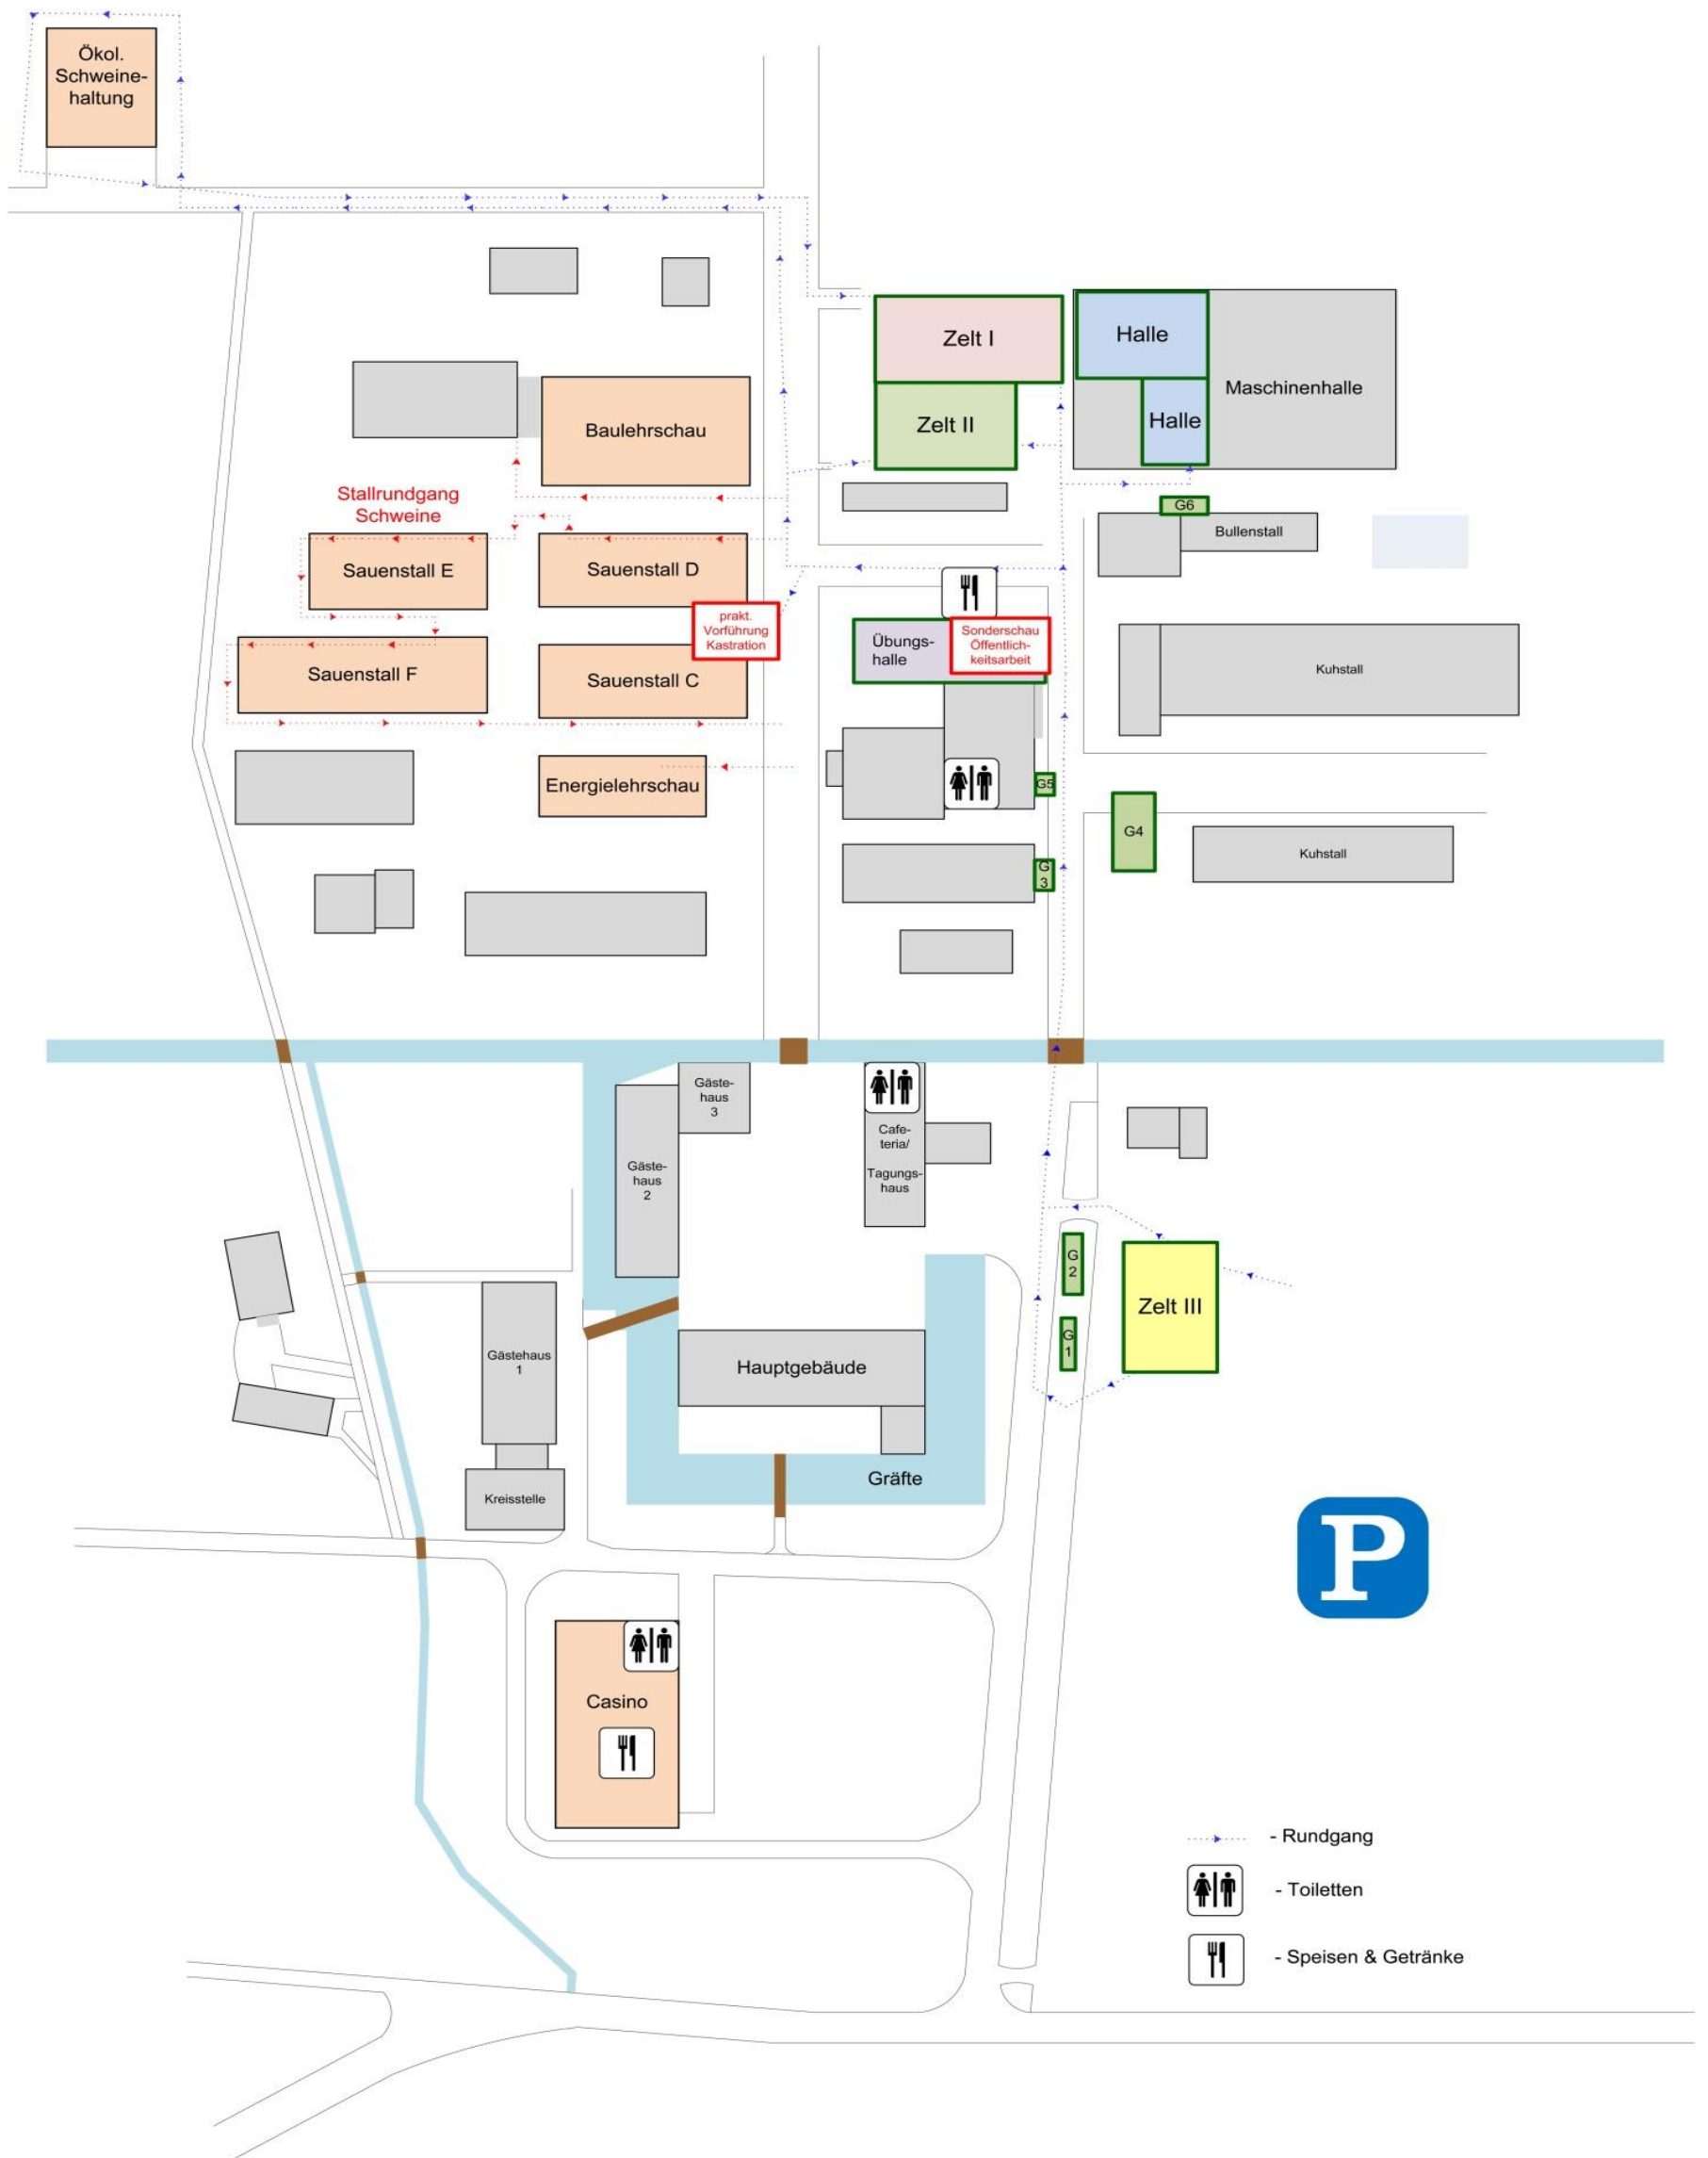 Ökol.
Schweine-
haltung
Zelt I
Halle
Maschinenhalle
Zelt II
Halle
Baulehrschau
Stallrundgang
Schweine
G6
Bullenstall
Sauenstall E
Sauenstall D
prakt.
Vorführung
Kastration
Übungs-
halle
Sonderschau
Öffentlich-
keitsarbeit
Sauenstall F
Sauenstall C
Kuhstall
Energielehrschau
G5
G4
Kuhstall
G
3
Gäste-
haus
3
Gäste-
haus
2
Cafe-
teria/
Tagungs-
haus
G
2
Zelt III
G
1
Gästehaus
1
Hauptgebäude
Gräfte
Kreisstelle
P
Casino
- Rundgang
- Toiletten
- Speisen & Getränke